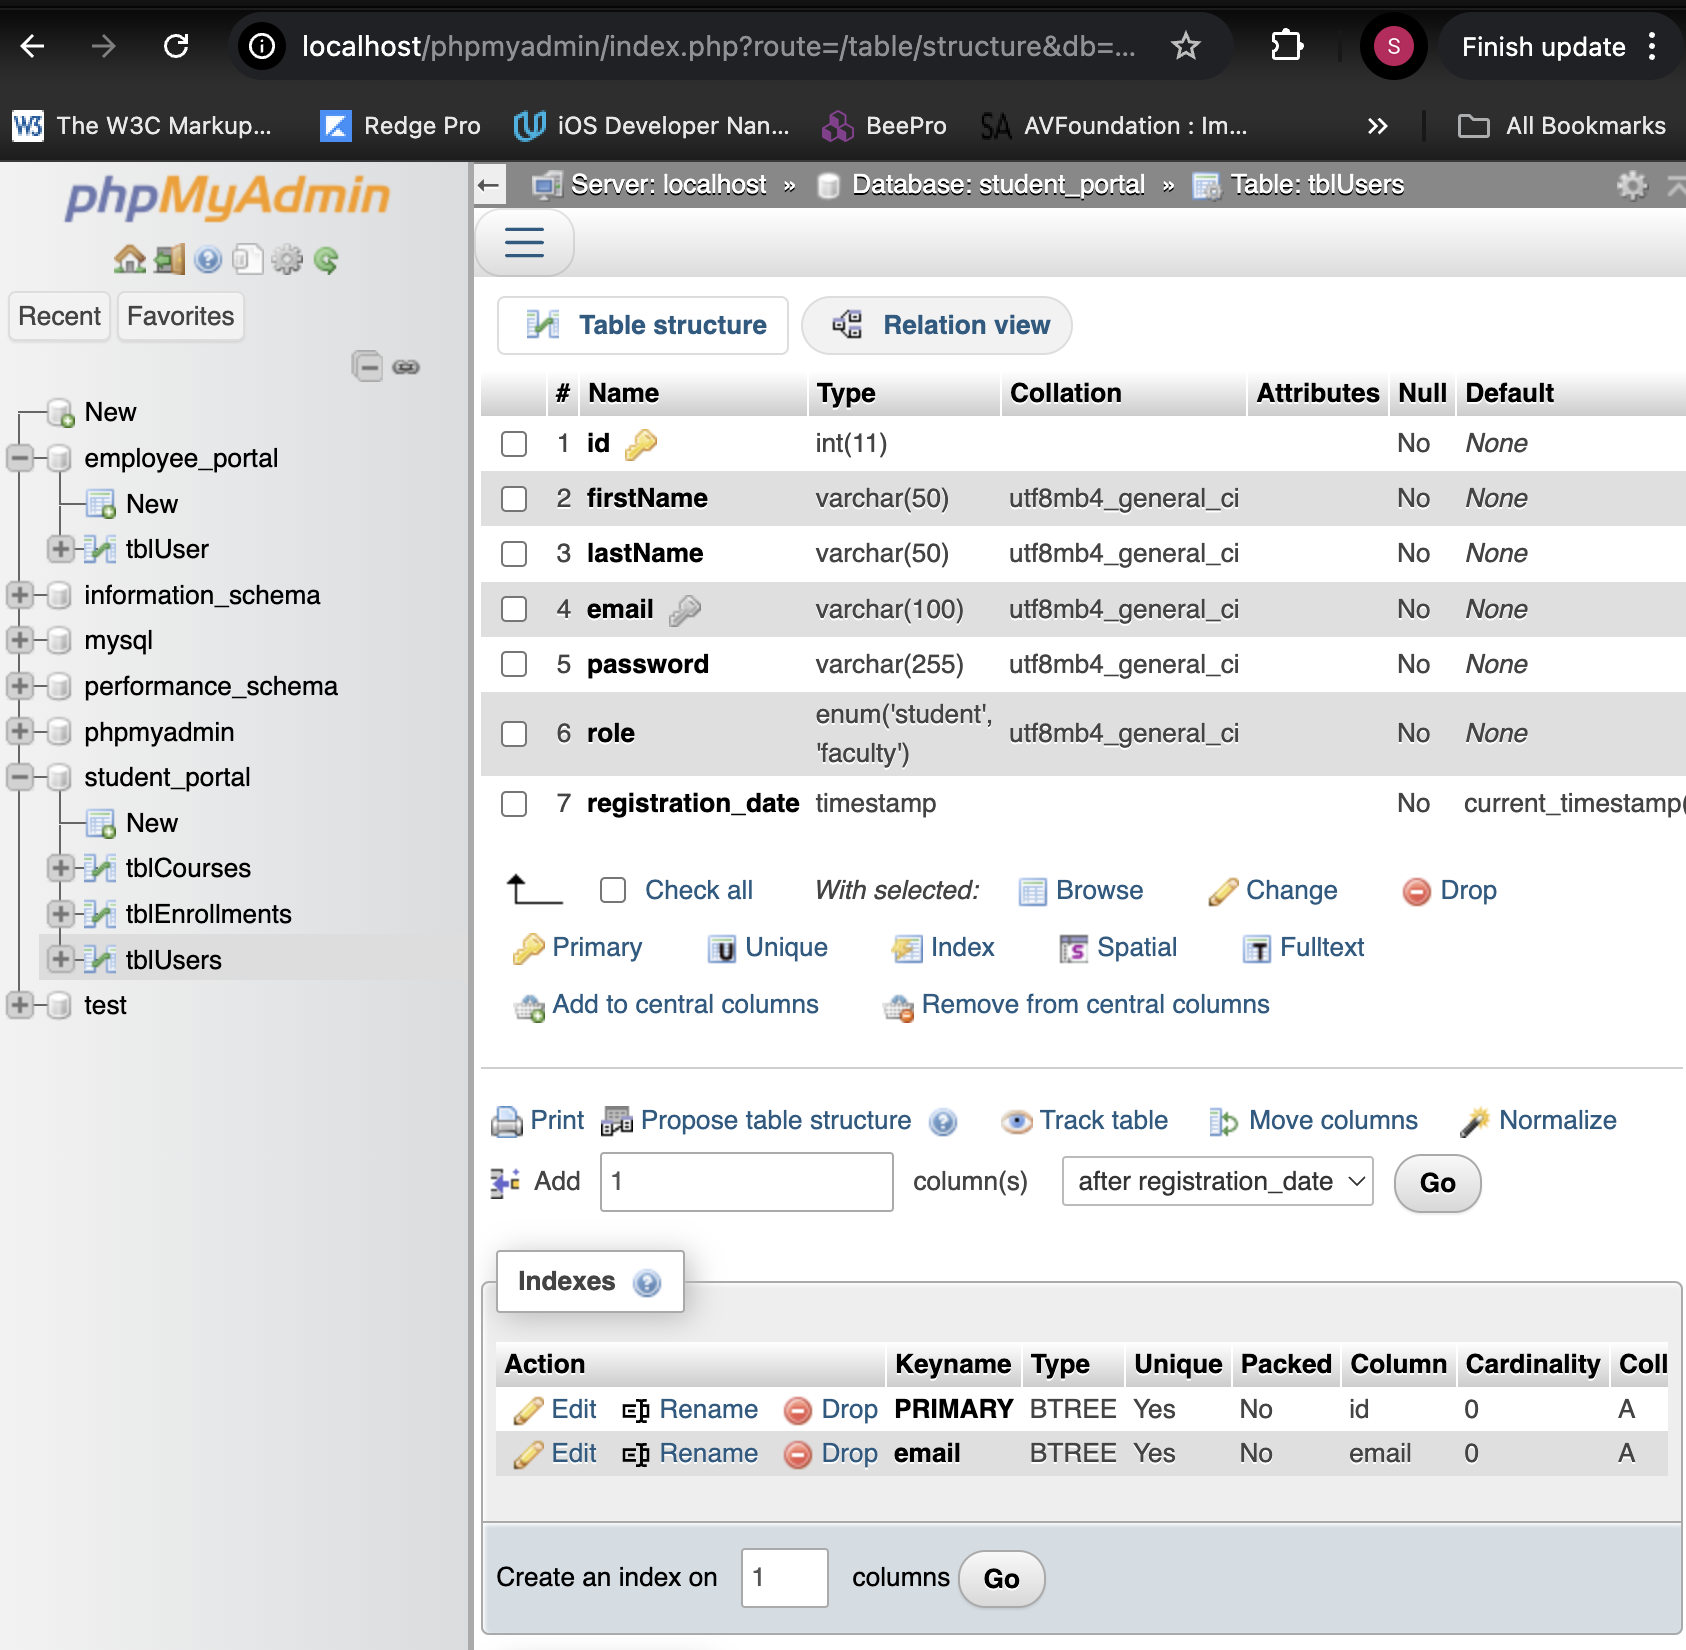 localhost/phpmyadmin/index.php?route=/table/structure&db=...
S
Finish update
The W3C Markup...
Redge Pro
iOS Developer Nan...
BeePro
SA AVFoundation : Im...
All Bookmarks
phpMyAdmin
Recent
Favorites
New
employee_portal
New
tblUser
information_schema
mysql
performance_schema
phpmyadmin
student_portal
New
tblCourses
tblEnrollments
tblUsers
test
Server: localhost » Database: student_portal » Table: tblUsers
Table structure
Relation view
# Name Type Collation Attributes Null Default
1 id int(11) No None
2 firstName varchar(50) utf8mb4_general_ci No None
3 lastName varchar(50) utf8mb4_general_ci No None
4 email varchar(100) utf8mb4_general_ci No None
5 password varchar(255) utf8mb4_general_ci No None
6 role enum('student', 'faculty') utf8mb4_general_ci No None
7 registration_date timestamp No current_timestamp(
Check all With selected: Browse Change Drop
Primary Unique Index Spatial Fulltext
Add to central columns Remove from central columns
Print Propose table structure Track table Move columns Normalize
Add 1 column(s) after registration_date Go
Indexes
Action Keyname Type Unique Packed Column Cardinality Coll
Edit Rename Drop PRIMARY BTREE Yes No id 0 A
Edit Rename Drop email BTREE Yes No email 0 A
Create an index on 1 columns Go